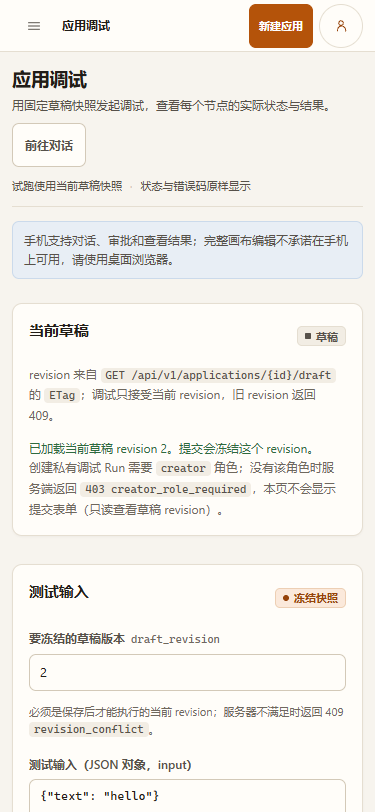 应用调试
新建应用
应用调试
用固定草稿快照发起调试，查看每个节点的实际状态与结果。
前往对话
试跑使用当前草稿快照 · 状态与错误码原样显示
手机支持对话、审批和查看结果；完整画布编辑不承诺在手机
上可用，请使用桌面浏览器。
当前草稿
草稿
revision 来自 GET /api/v1/applications/{id}/draft
的 ETag；调试只接受当前 revision，旧 revision 返回
409。
已加载当前草稿 revision 2。提交会冻结这个 revision。
创建私有调试 Run 需要 creator 角色；没有该角色时服
务端返回 403 creator_role_required，本页不会显示
提交表单（只读查看草稿 revision）。
测试输入
冻结快照
要冻结的草稿版本 draft_revision
2
必须是保存后才能执行的当前 revision；服务器不满足时返回 409
revision_conflict。
测试输入（JSON 对象，input）
{"text": "hello"}